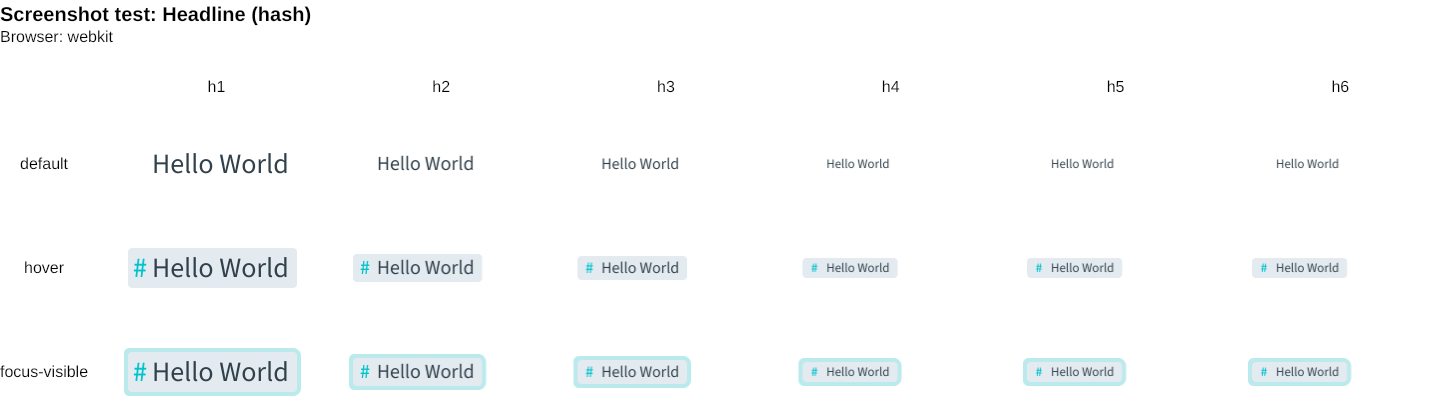 Screenshot test: Headline (hash)
Browser: webkit
h1 h2 h3 h4 h5 h6
default Hello World Hello World Hello World Hello World Hello World Hello World
hover # Hello World # Hello World # Hello World # Hello World # Hello World # Hello World
focus-visible # Hello World # Hello World # Hello World # Hello World # Hello World # Hello World